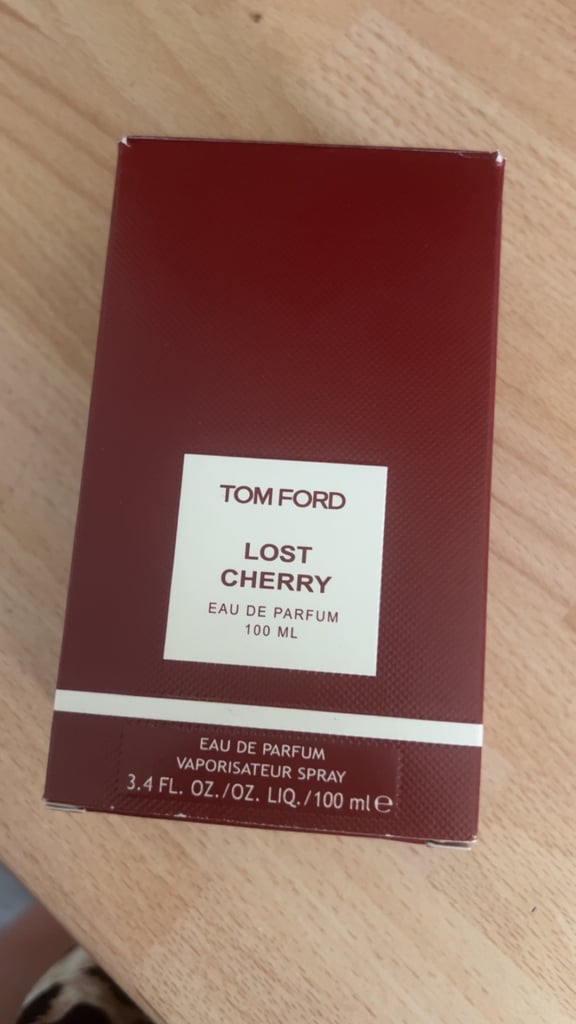 TOM FORD
LOST
CHERRY
EAU DE PARFUM
100 ML
EAU DE PARFUM
VAPORISATEUR SPRAY
3.4 FL. OZ./OZ. LIQ./100 ml ℮